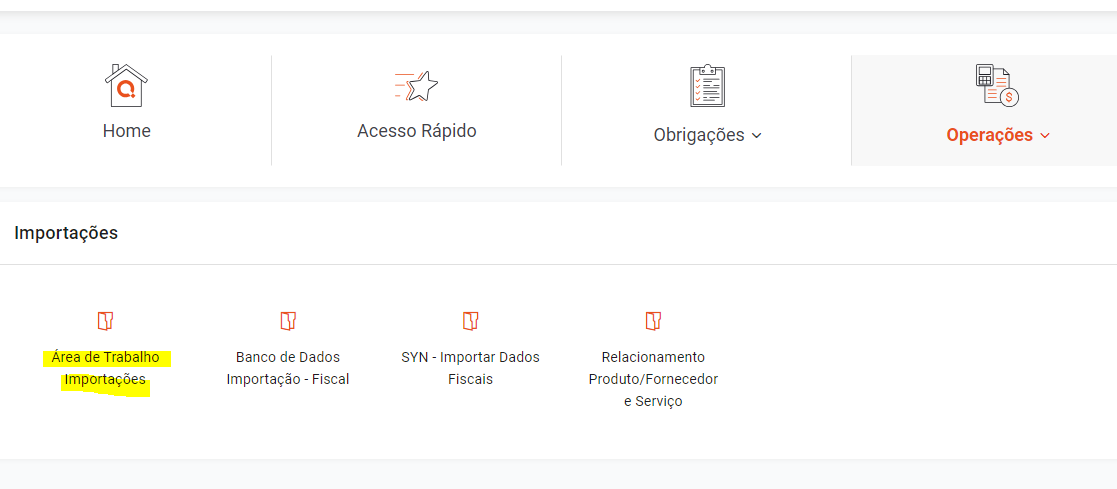 Home
Acesso Rápido
Obrigações
Operações
Importações
Área de Trabalho
Importações
Banco de Dados
Importação - Fiscal
SYN - Importar Dados
Fiscais
Relacionamento
Produto/Fornecedor
e Serviço